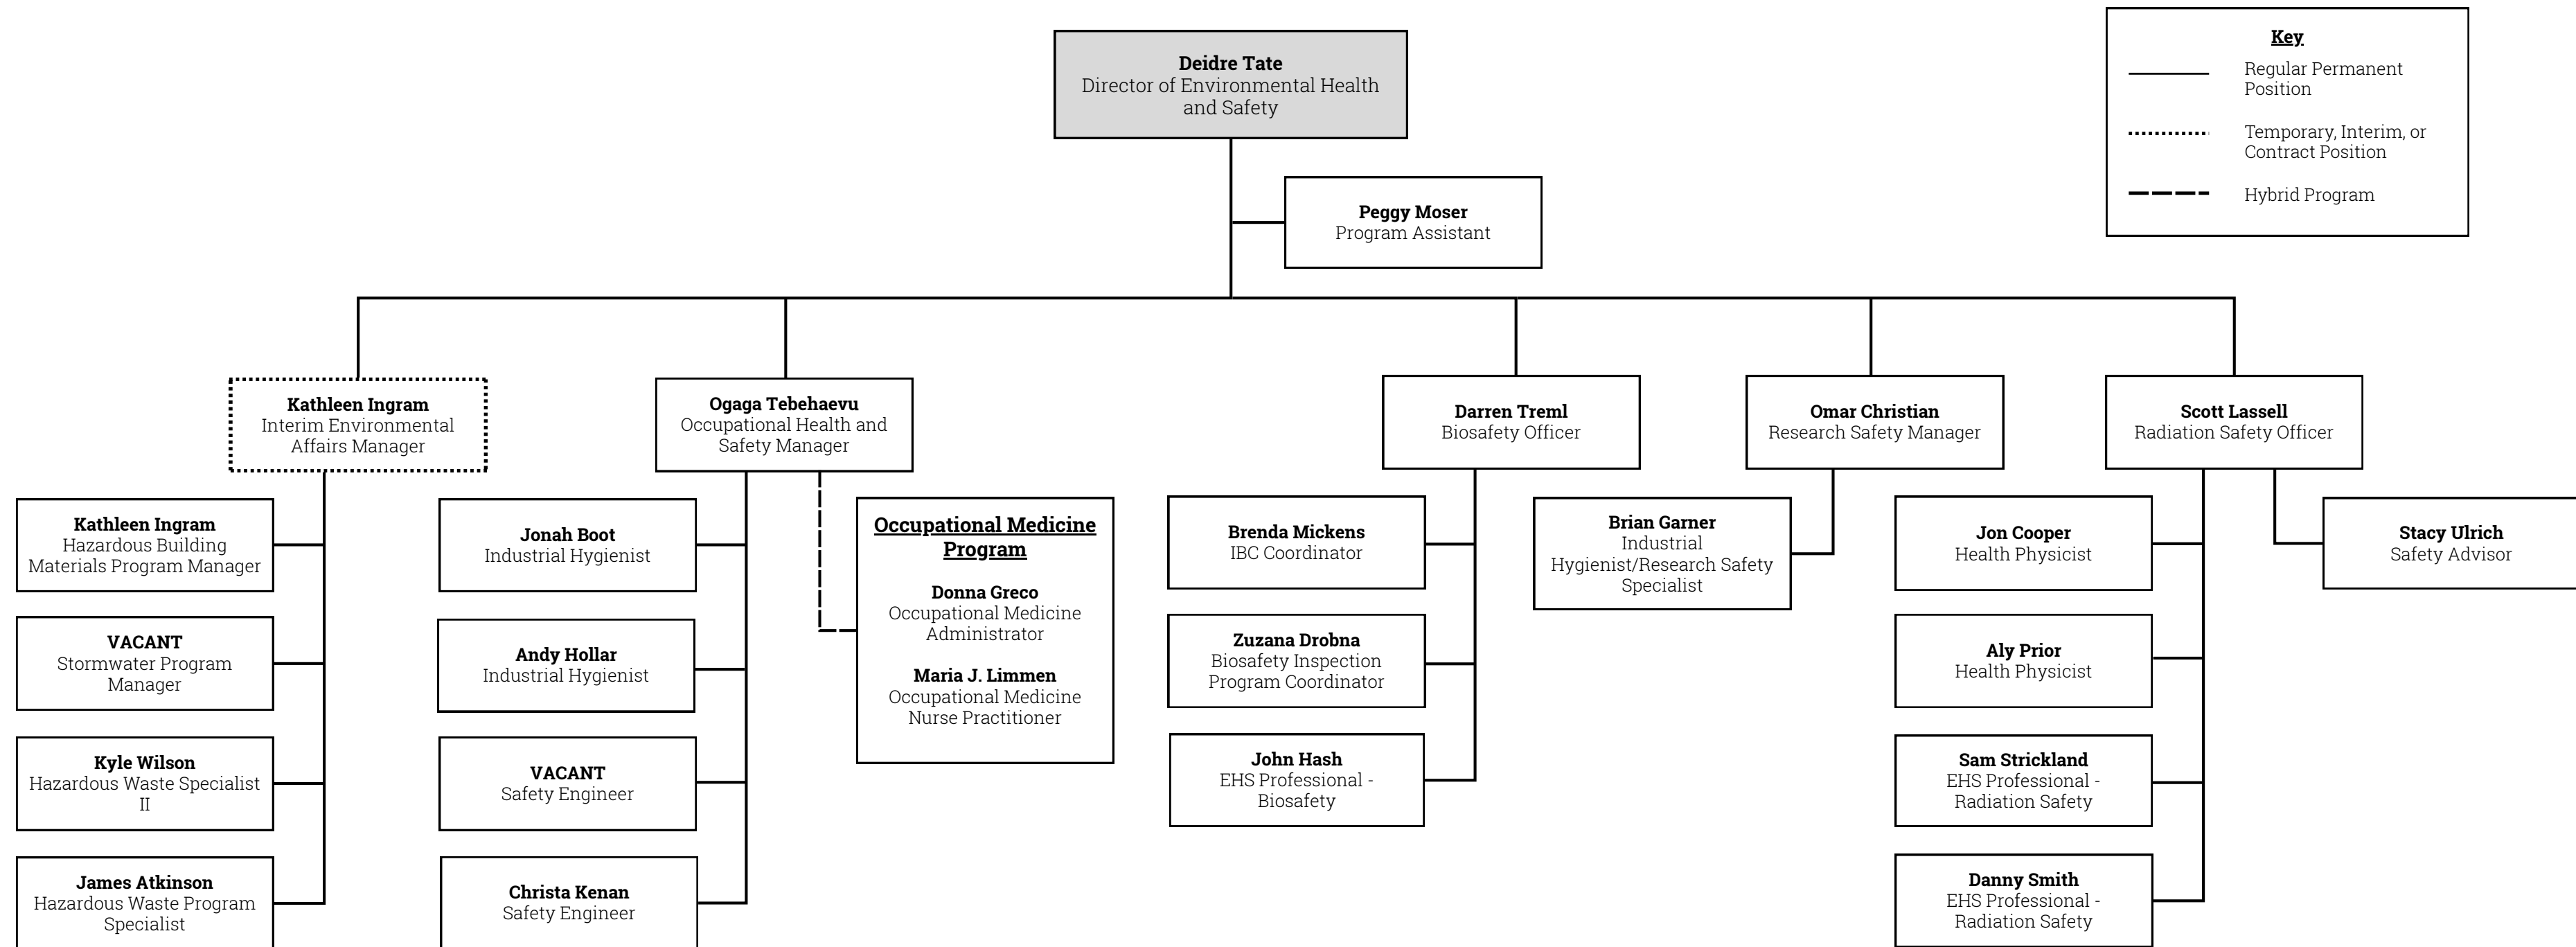 Deidre Tate
Director of Environmental Health
and Safety
Key
Regular Permanent
Position
Temporary, Interim, or
Contract Position
Hybrid Program
Peggy Moser
Program Assistant
Kathleen Ingram
Interim Environmental
Affairs Manager
Ogaga Tebehaevu
Occupational Health and
Safety Manager
Darren Treml
Biosafety Officer
Omar Christian
Research Safety Manager
Scott Lassell
Radiation Safety Officer
Kathleen Ingram
Hazardous Building
Materials Program Manager
VACANT
Stormwater Program
Manager
Kyle Wilson
Hazardous Waste Specialist
II
James Atkinson
Hazardous Waste Program
Specialist
Jonah Boot
Industrial Hygienist
Andy Hollar
Industrial Hygienist
VACANT
Safety Engineer
Christa Kenan
Safety Engineer
Occupational Medicine
Program
Donna Greco
Occupational Medicine
Administrator
Maria J. Limmen
Occupational Medicine
Nurse Practitioner
Brenda Mickens
IBC Coordinator
Zuzana Drobna
Biosafety Inspection
Program Coordinator
John Hash
EHS Professional -
Biosafety
Brian Garner
Industrial
Hygienist/Research Safety
Specialist
Jon Cooper
Health Physicist
Aly Prior
Health Physicist
Sam Strickland
EHS Professional -
Radiation Safety
Danny Smith
EHS Professional -
Radiation Safety
Stacy Ulrich
Safety Advisor